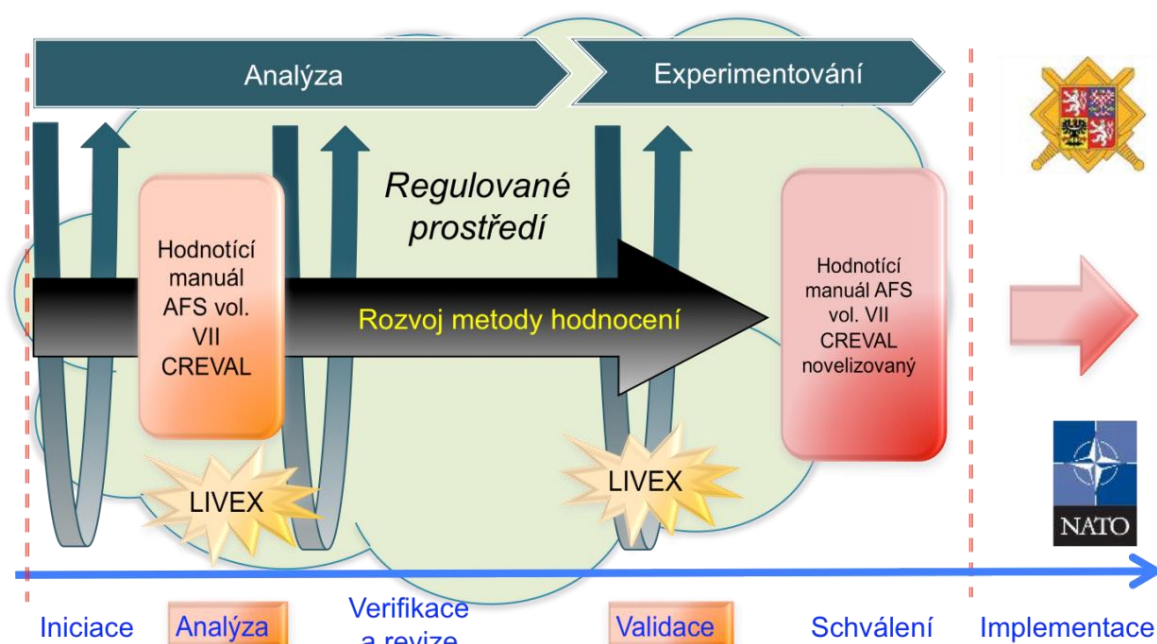 Analýza
Experimentování
Regulované
prostředí
Hodnotící
manuál
AFS vol.
VII
CREVAL
Rozvoj metody hodnocení
Hodnotící
manuál AFS
vol. VII
CREVAL
novelizovaný
LIVEX
LIVEX
NATO
Iniciace
Analýza
Verifikace
a revize
Validace
Schválení
Implementace